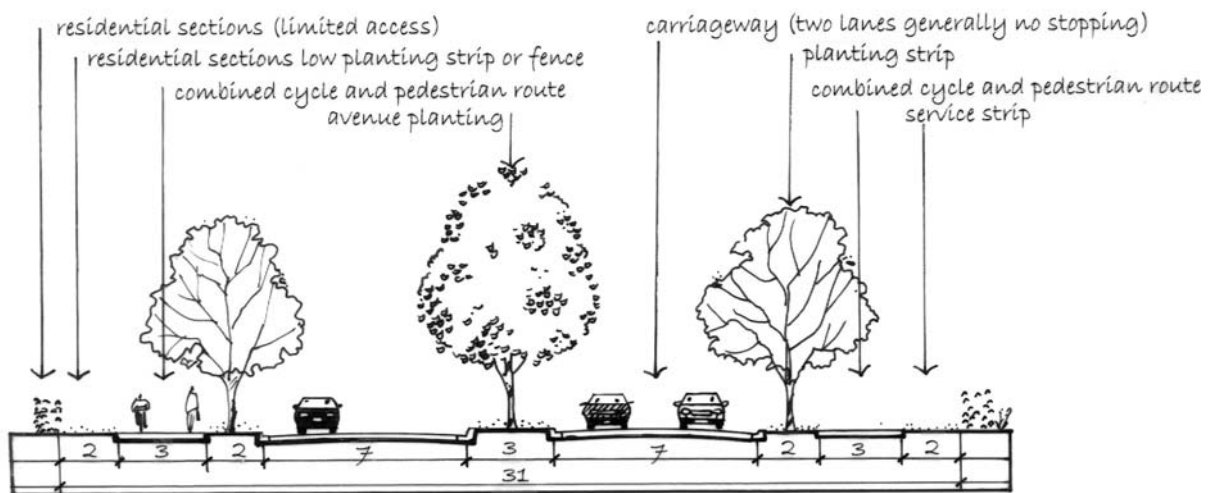 residential sections (limited access)
residential sections low planting strip or fence
combined cycle and pedestrian route
avenue planting
carriageway (two lanes generally no stopping)
planting strip
combined cycle and pedestrian route
service strip
2 3 2 7 3 7 2 3 2
31